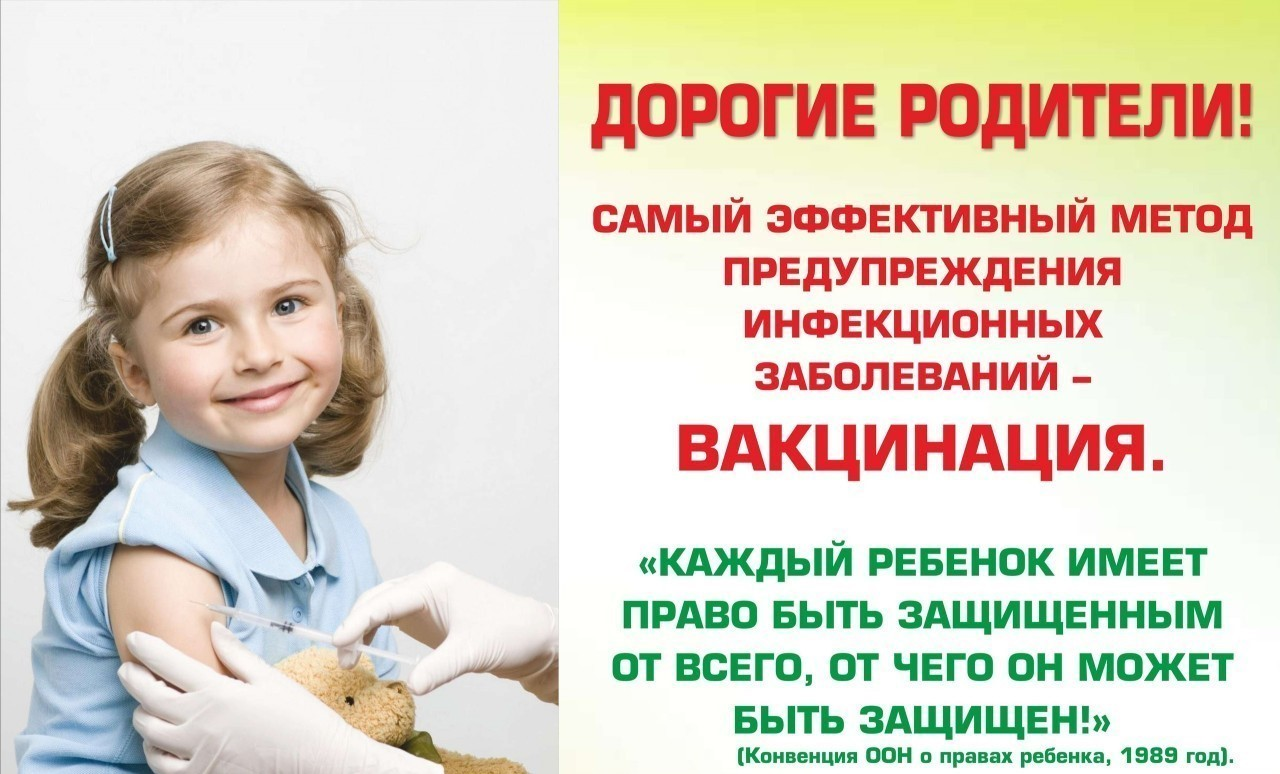 ДОРОГИЕ РОДИТЕЛИ!
САМЫЙ ЭФФЕКТИВНЫЙ МЕТОД
ПРЕДУПРЕЖДЕНИЯ
ИНФЕКЦИОННЫХ
ЗАБОЛЕВАНИЙ –
ВАКЦИНАЦИЯ.
«КАЖДЫЙ РЕБЕНОК ИМЕЕТ
ПРАВО БЫТЬ ЗАЩИЩЕННЫМ
ОТ ВСЕГО, ОТ ЧЕГО ОН МОЖЕТ
БЫТЬ ЗАЩИЩЕН!»
(Конвенция ООН о правах ребенка, 1989 год).